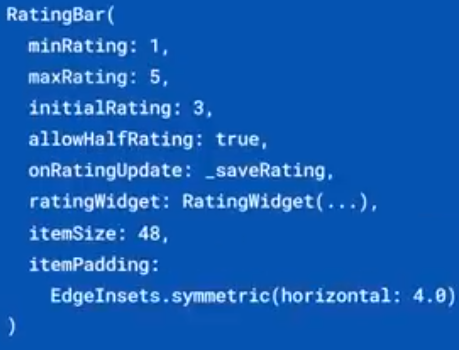 RatingBar(
  minRating: 1,
  maxRating: 5,
  initialRating: 3,
  allowHalfRating: true,
  onRatingUpdate: _saveRating,
  ratingWidget: RatingWidget(...),
  itemSize: 48,
  itemPadding:
    EdgeInsets.symmetric(horizontal: 4.0)
)